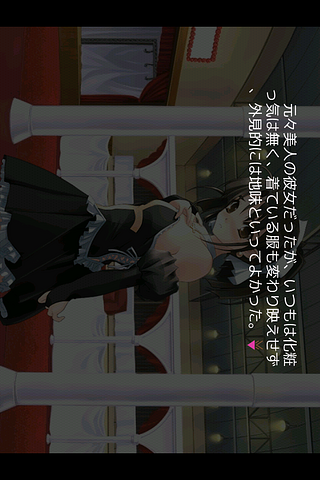 元々美人の彼女だったが、いつもは化粧
っ気は無く、着ている服も変わり映えせず
、外見的には地味といってよかった。